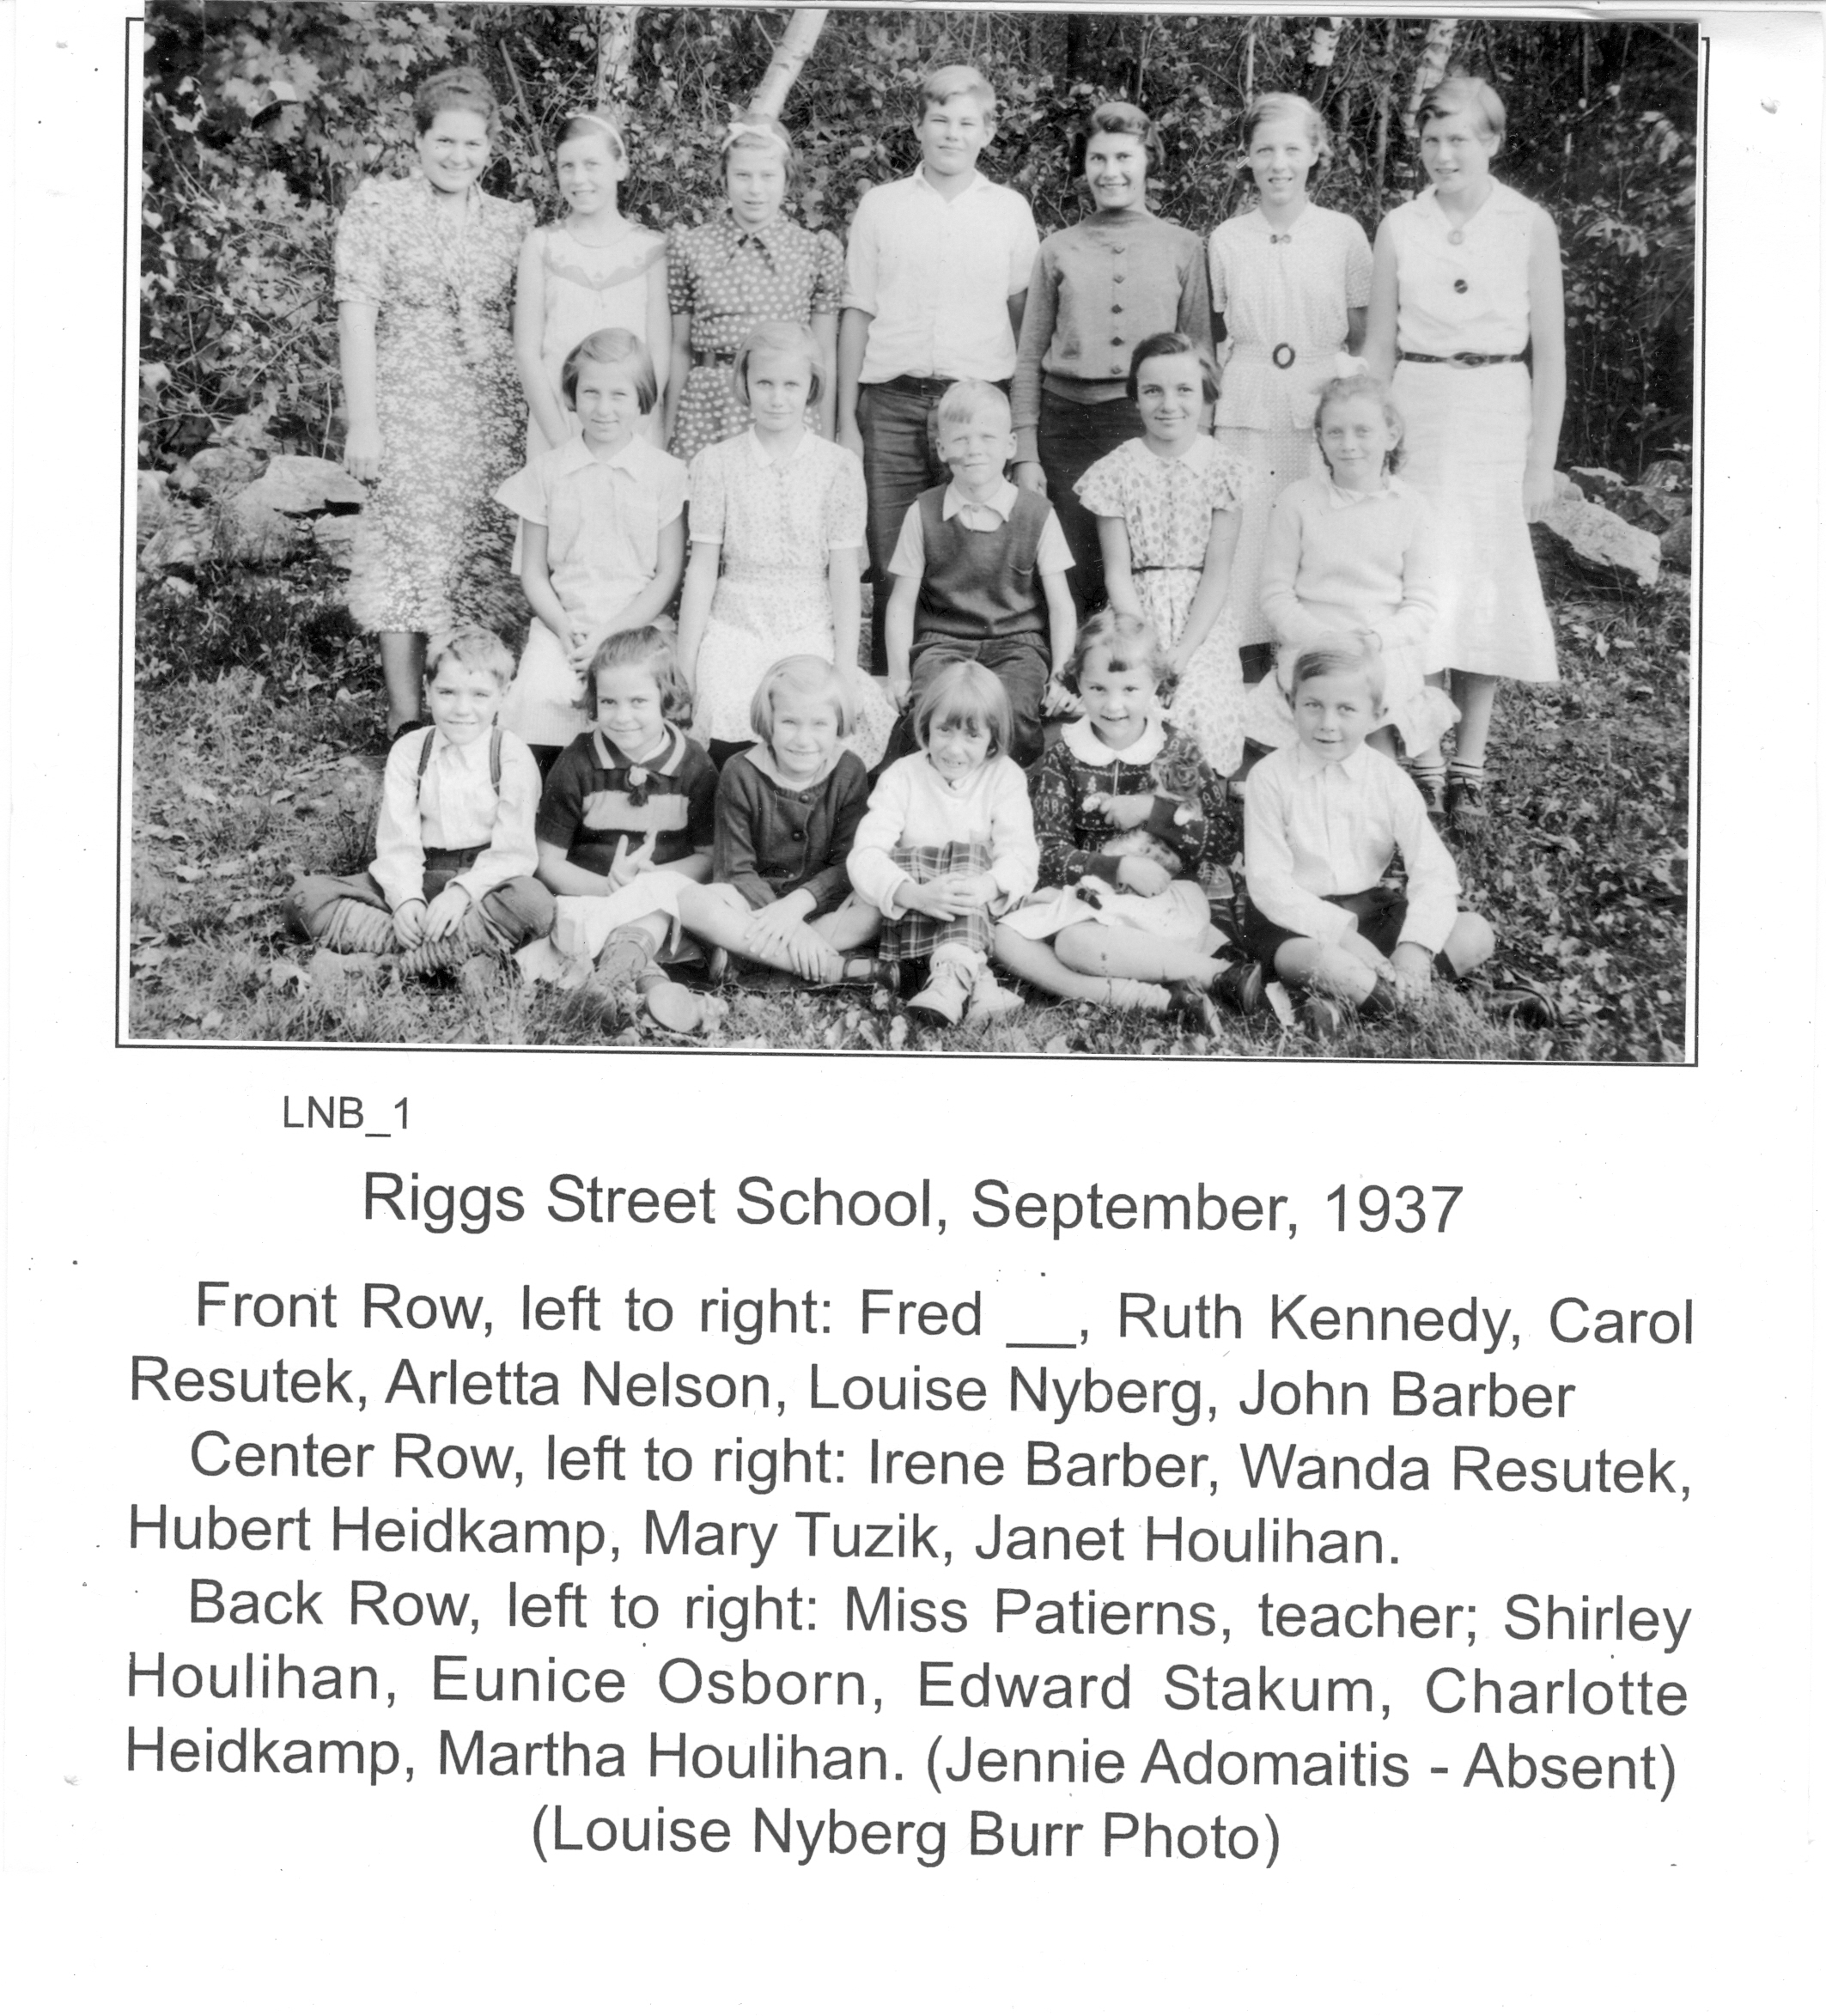 LNB_1
Riggs Street School, September, 1937
Front Row, left to right: Fred __, Ruth Kennedy, Carol
Resutek, Arletta Nelson, Louise Nyberg, John Barber
Center Row, left to right: Irene Barber, Wanda Resutek,
Hubert Heidkamp, Mary Tuzik, Janet Houlihan.
Back Row, left to right: Miss Patierns, teacher; Shirley
Houlihan, Eunice Osborn, Edward Stakum, Charlotte
Heidkamp, Martha Houlihan. (Jennie Adomaitis - Absent)
(Louise Nyberg Burr Photo)